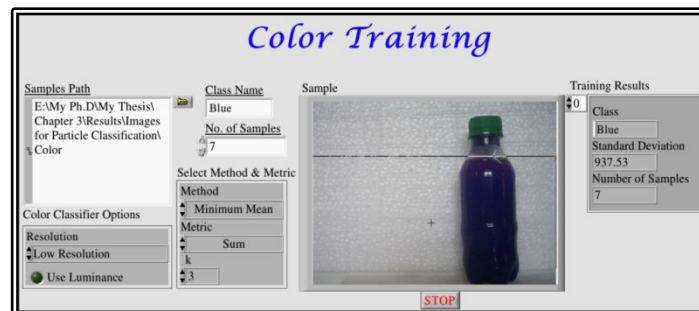 Color Training
Samples Path
E:\My Ph.D\My Thesis\
Chapter 3\Results\Images
for Particle Classification\
Color
Class Name
Blue
No. of Samples
7
Color Classifier Options
Resolution
Low Resolution
Use Luminance
Select Method & Metric
Method
Minimum Mean
Metric
Sum
k
3
Sample
STOP
Training Results
0
Class
Blue
Standard Deviation
937.53
Number of Samples
7